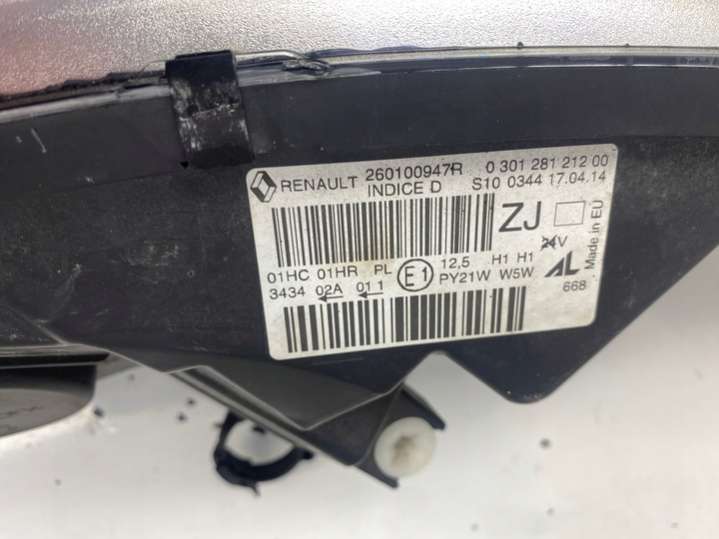 RENAULT 260100947R 0 301 281 212 00
INDICE D S10 0344 17.04.14
ZJ
24V
Made in EU
01HC 01HR PL E1 12,5 H1 H1 AL
3434 02A 01 1 PY21W W5W 668